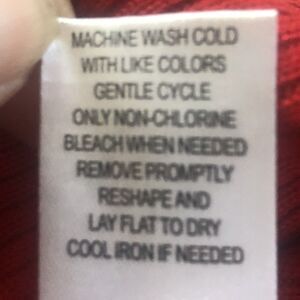 MACHINE WASH COLD
WITH LIKE COLORS
GENTLE CYCLE
ONLY NON-CHLORINE
BLEACH WHEN NEEDED
REMOVE PROMPTLY
RESHAPE AND
LAY FLAT TO DRY
COOL IRON IF NEEDED